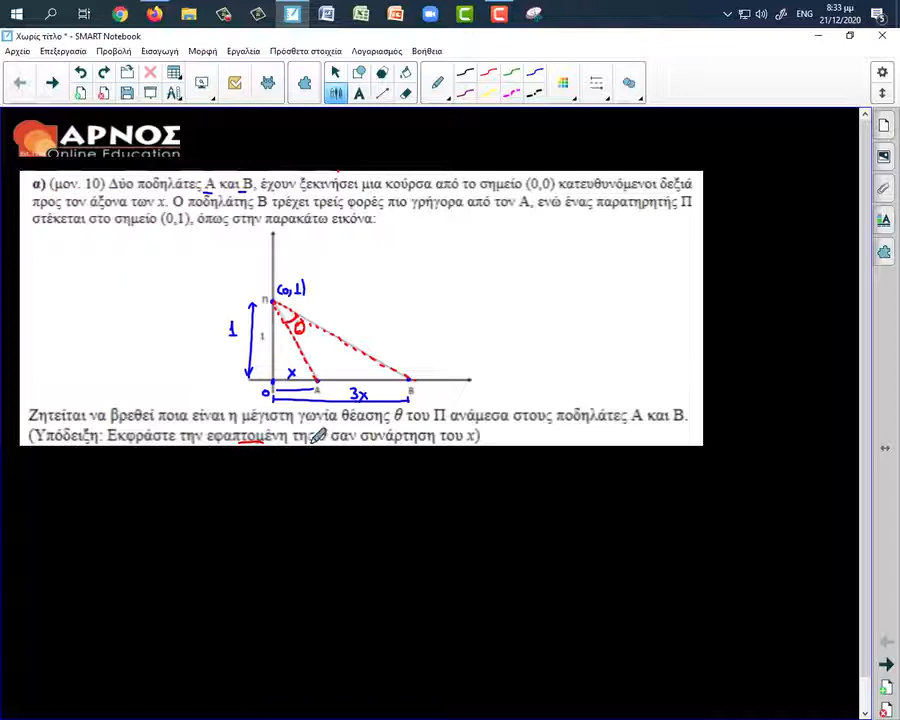 Χωρίς τίτλο * - SMART Notebook
ENG
8:33 μμ
21/12/2020
Αρχείο Επεξεργασία Προβολή Εισαγωγή Μορφή Εργαλεία Πρόσθετα στοιχεία Λογαριασμός Βοήθεια
ΑΡΝΟΣ
Online Education
α) (μον. 10) Δύο ποδηλάτες Α και Β, έχουν ξεκινήσει μια κούρσα από το σημείο (0,0) κατευθυνόμενοι δεξιά
προς τον άξονα των x. Ο ποδηλάτης Β τρέχει τρείς φορές πιο γρήγορα από τον Α, ενώ ένας παρατηρητής Π
στέκεται στο σημείο (0,1), όπως στην παρακάτω εικόνα:
(0,1)
Π
θ
1
1
x
0
Α
Β
3x
Ζητείται να βρεθεί ποια είναι η μέγιστη γωνία θέασης θ του Π ανάμεσα στους ποδηλάτες Α και Β.
(Υπόδειξη: Εκφράστε την εφαπτομένη της θ σαν συνάρτηση του x)